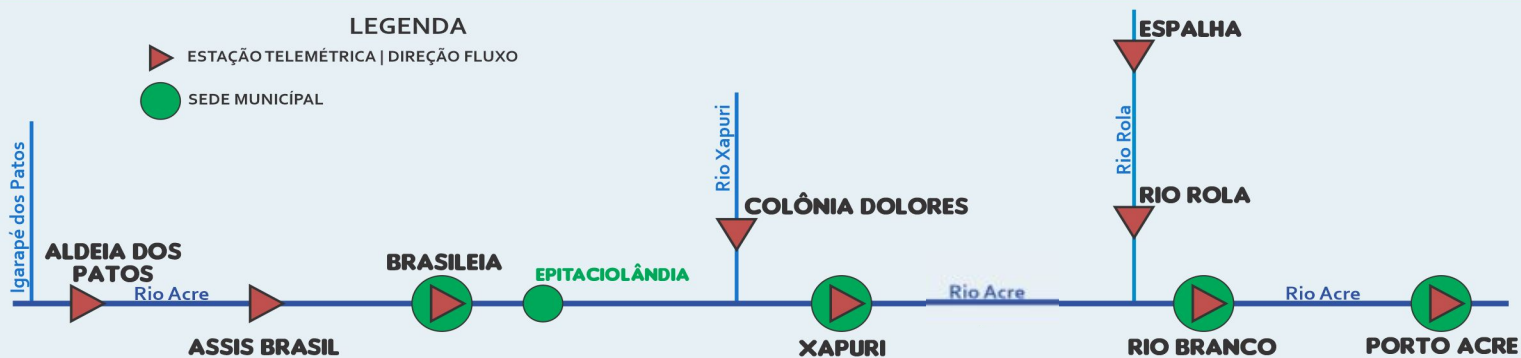 LEGENDA
ESTAÇÃO TELEMÉTRICA | DIREÇÃO FLUXO
SEDE MUNICÍPAL
Igarapé dos Patos
ALDEIA DOS
PATOS
Rio Acre
ASSIS BRASIL
BRASILEIA
EPITACIOLÂNDIA
Rio Xapuri
COLÔNIA DOLORES
XAPURI
Rio Acre
ESPALHA
Rio Rola
RIO ROLA
RIO BRANCO
Rio Acre
PORTO ACRE